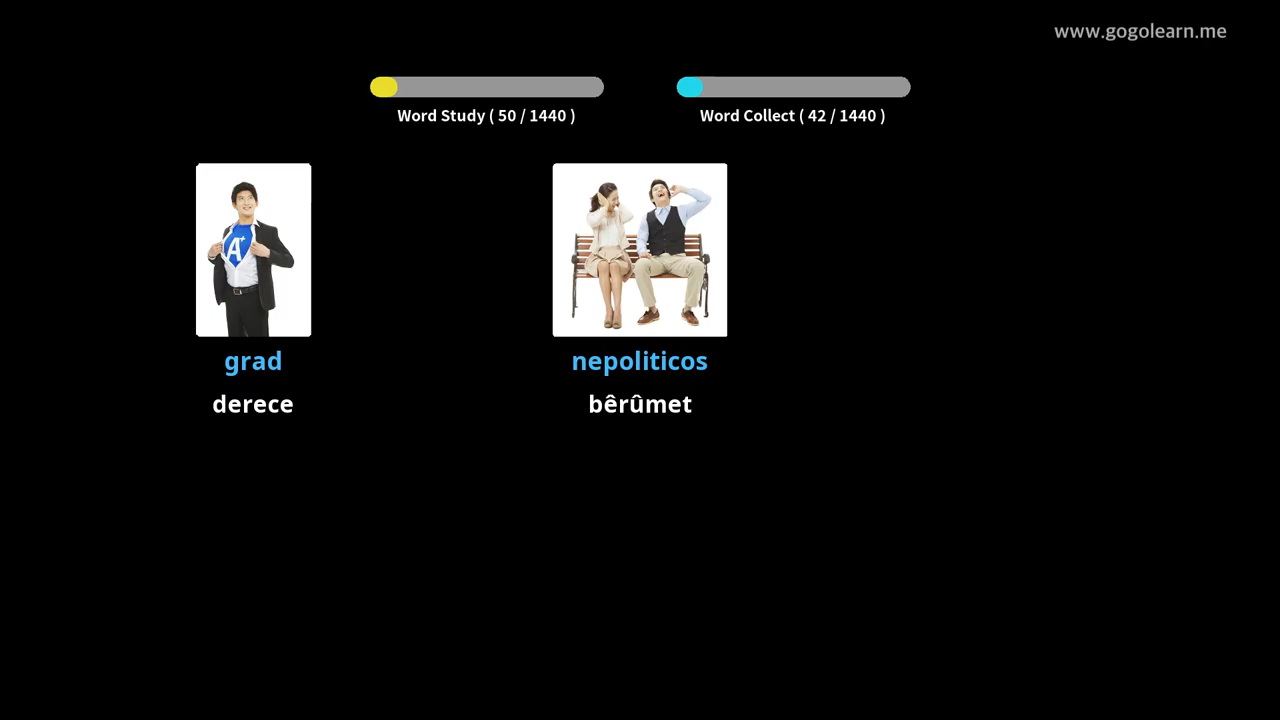 www.gogolearn.me
Word Study ( 50 / 1440 )
Word Collect ( 42 / 1440 )
A+
grad
nepoliticos
derece
bêrûmet